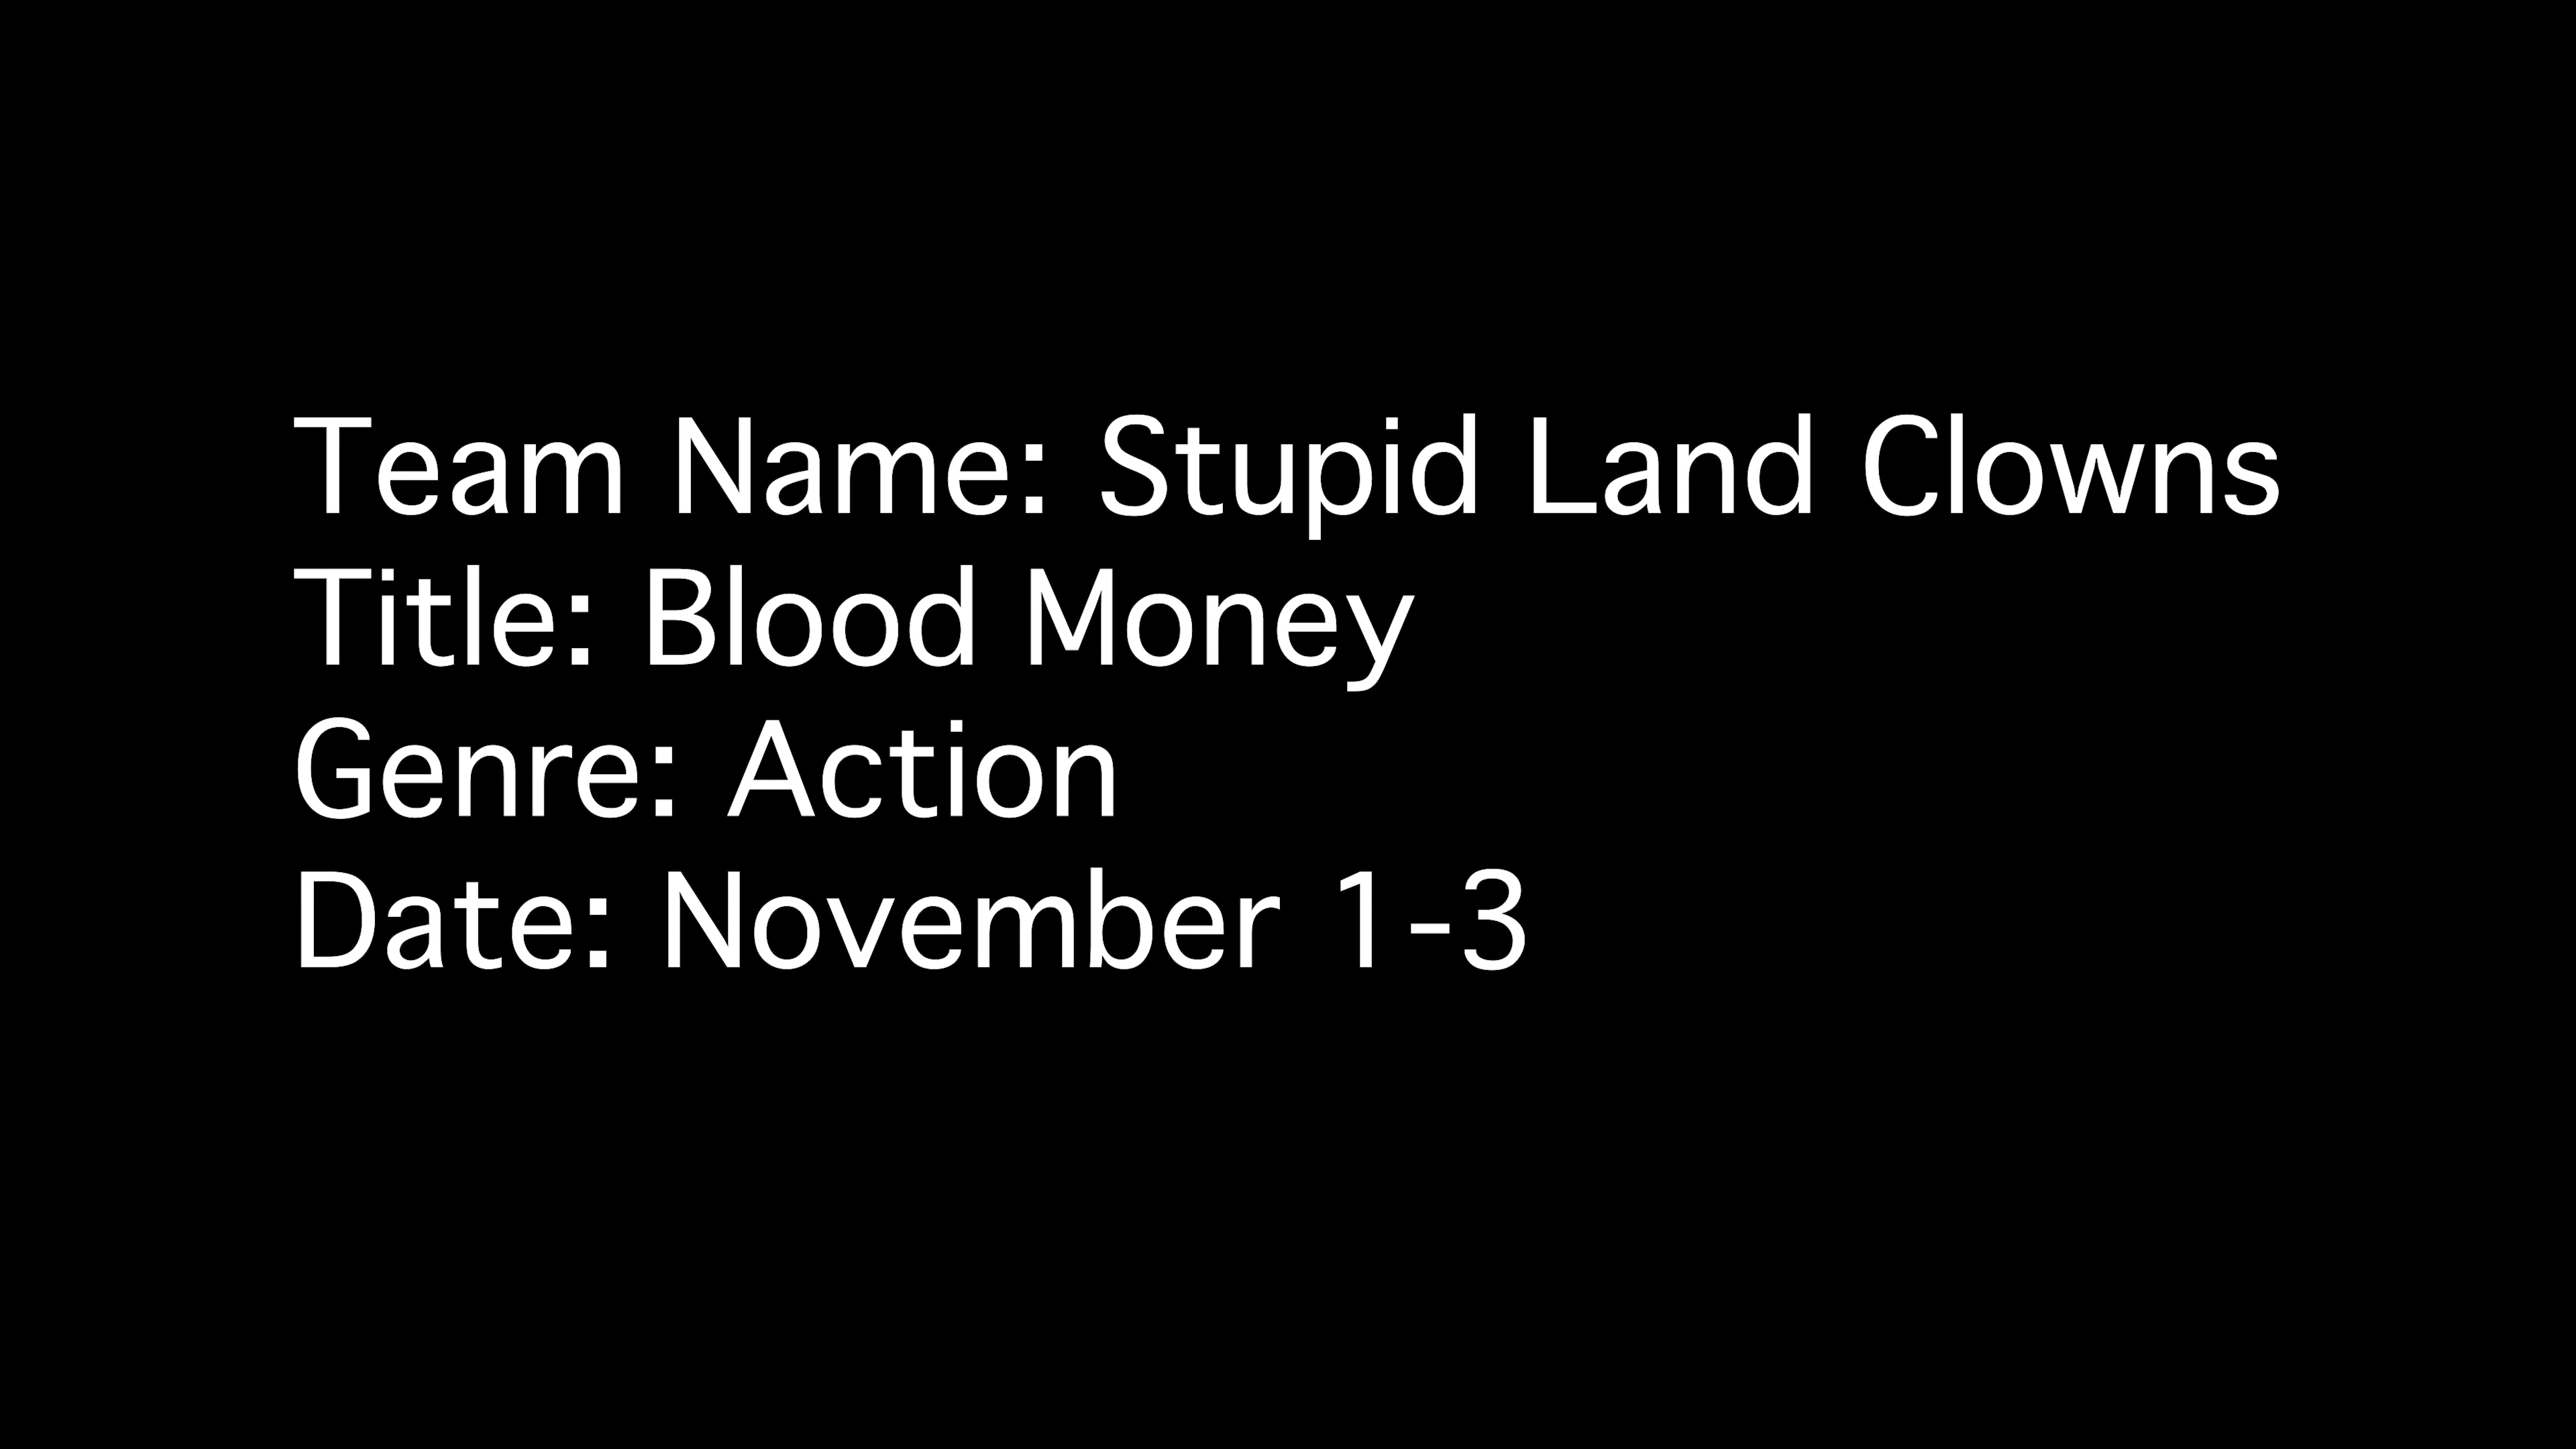 Team Name: Stupid Land Clowns
Title: Blood Money
Genre: Action
Date: November 1-3